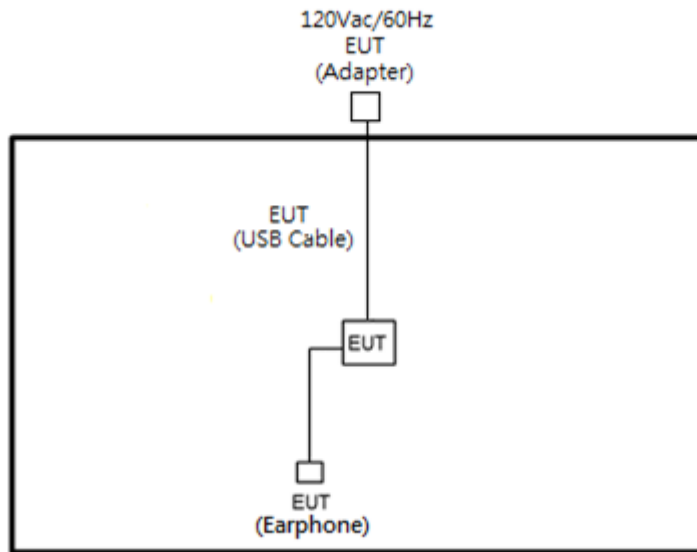 120Vac/60Hz
EUT
(Adapter)
EUT
(USB Cable)
EUT
EUT
(Earphone)